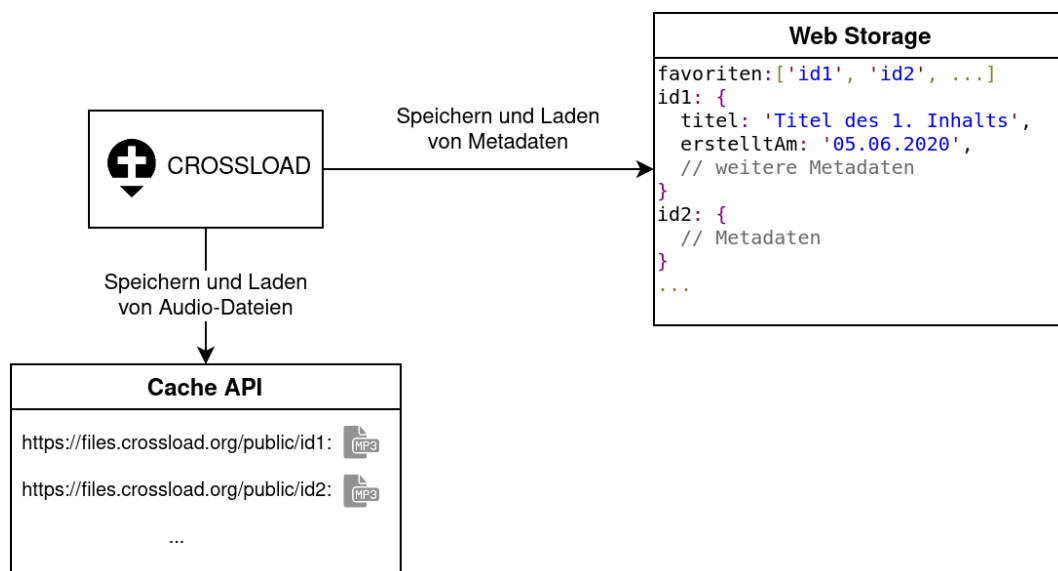 CROSSLOAD
Speichern und Laden
von Metadaten
Web Storage
favoriten:['id1', 'id2', ...]
id1: {
  titel: 'Titel des 1. Inhalts',
  erstelltAm: '05.06.2020',
  // weitere Metadaten
}
id2: {
  // Metadaten
}
...
Speichern und Laden
von Audio-Dateien
Cache API
https://files.crossload.org/public/id1:
MP3
https://files.crossload.org/public/id2:
MP3
...